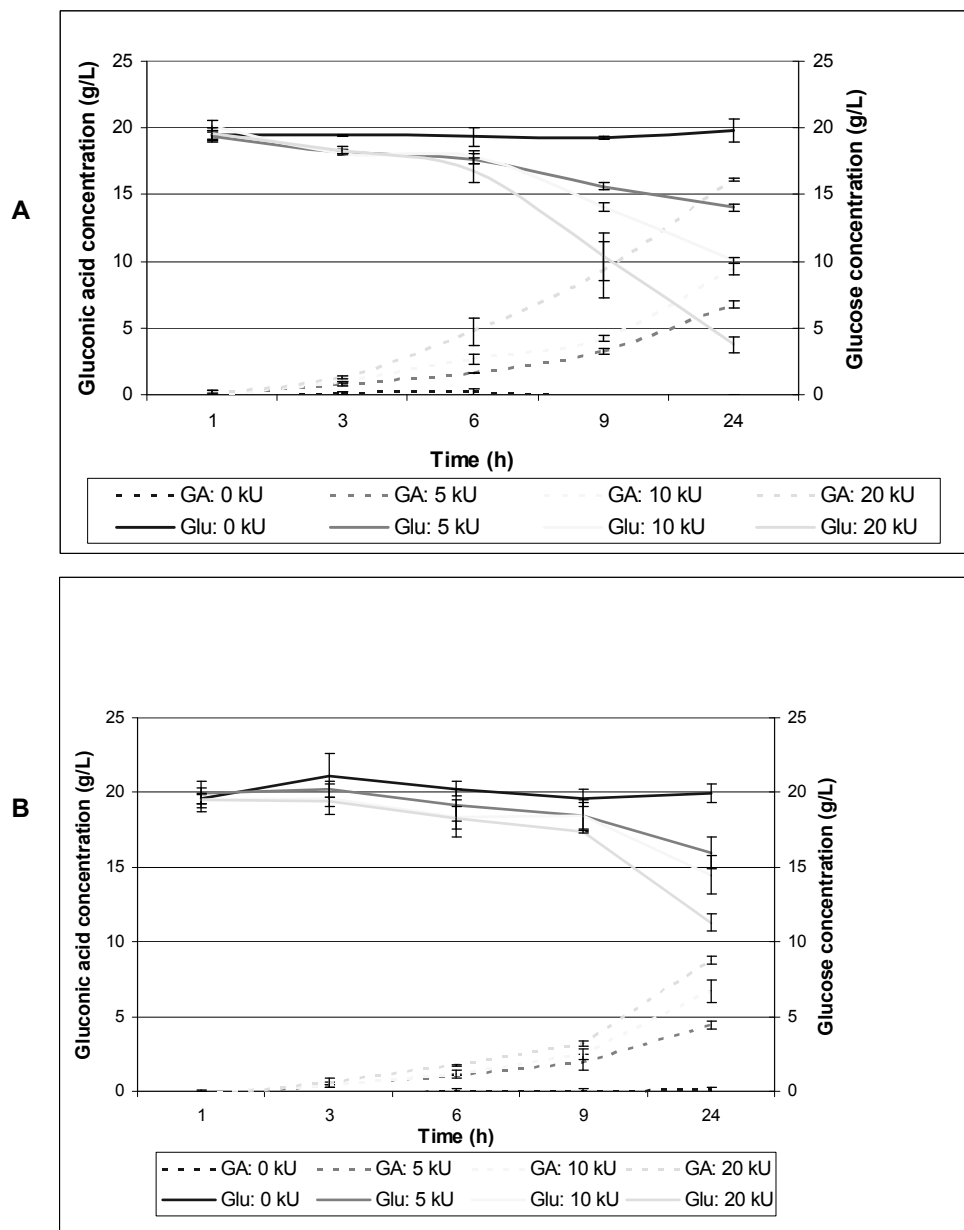 A
Gluconic acid concentration (g/L)
Glucose concentration (g/L)
25 25
20 20
15 15
10 10
5 5
0 0
1 3 6 9 24
Time (h)
GA: 0 kU GA: 5 kU GA: 10 kU GA: 20 kU
Glu: 0 kU Glu: 5 kU Glu: 10 kU Glu: 20 kU
B
Gluconic acid concentration (g/L)
Glucose concentration (g/L)
25 25
20 20
15 15
10 10
5 5
0 0
1 3 6 9 24
Time (h)
GA: 0 kU GA: 5 kU GA: 10 kU GA: 20 kU
Glu: 0 kU Glu: 5 kU Glu: 10 kU Glu: 20 kU